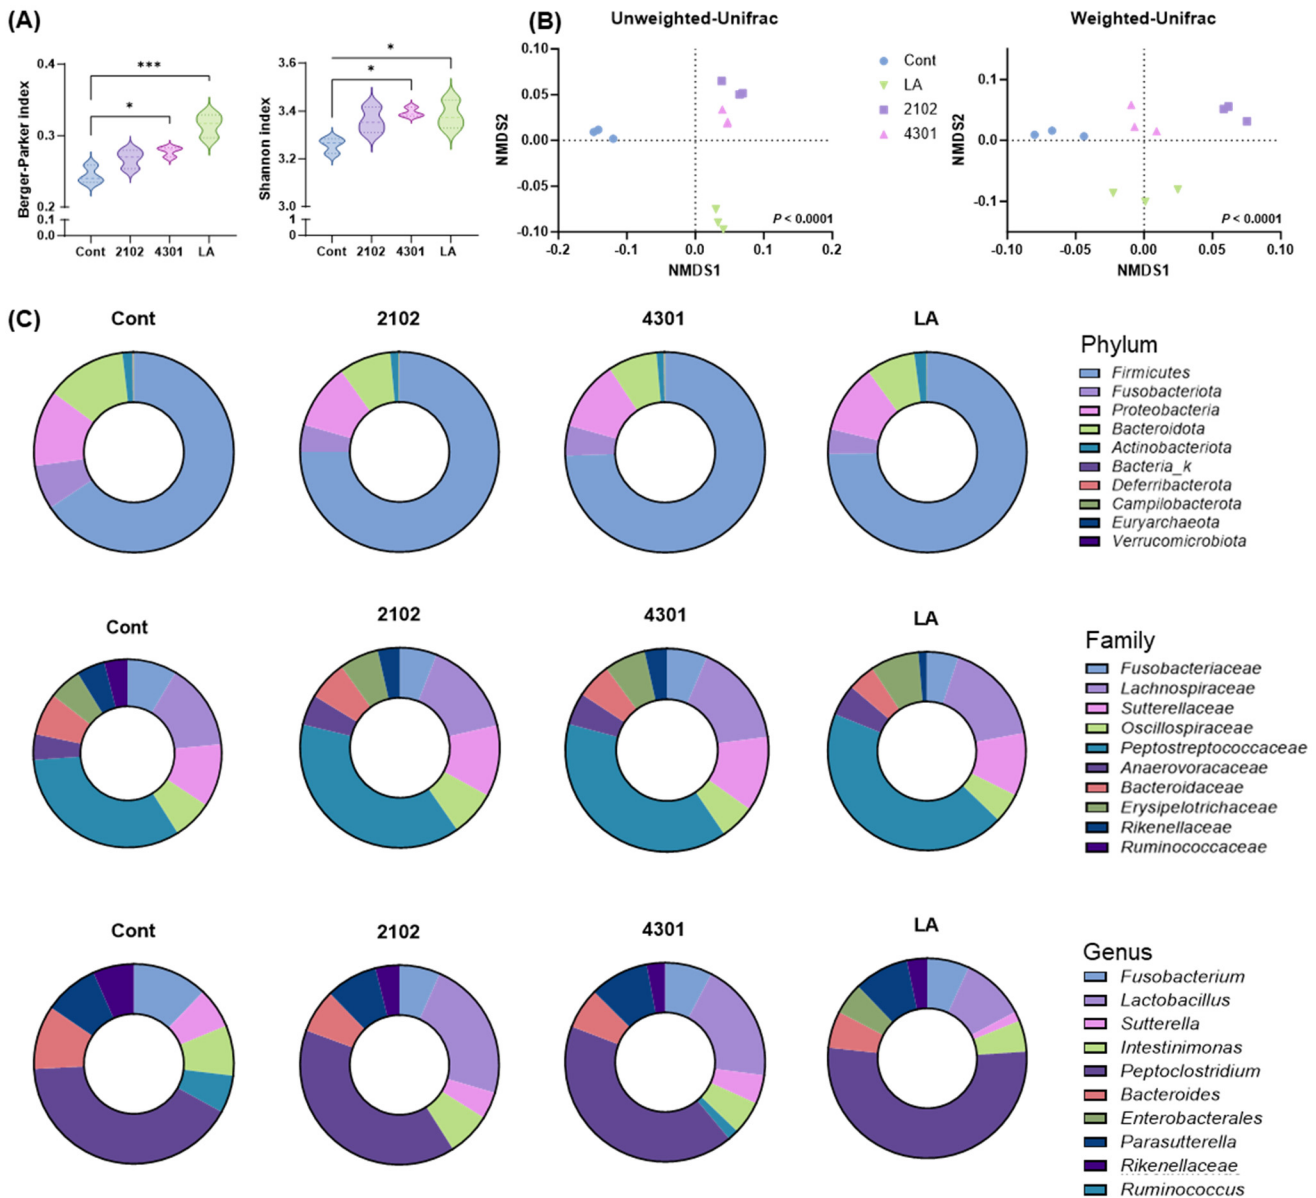 (A)
Berger-Parker index
0.4
0.3
0.2
0.1
0.0
***
*
Cont 2102 4301 LA
Shannon index
3.6
3.4
3.2
3.0
1
0
*
*
Cont 2102 4301 LA
(B)
Unweighted-Unifrac
NMDS2
0.10
0.05
0.00
-0.05
-0.10
P < 0.0001
-0.2 -0.1 0.0 0.1 0.2
NMDS1
Cont
LA
2102
4301
Weighted-Unifrac
NMDS2
0.1
0.0
-0.1
P < 0.0001
-0.10 -0.05 0.00 0.05 0.10
NMDS1
(C)
Cont 2102 4301 LA
Phylum
Firmicutes
Fusobacteriota
Proteobacteria
Bacteroidota
Actinobacteriota
Bacteria_k
Deferribacterota
Campilobacterota
Euryarchaeota
Verrucomicrobiota
Cont 2102 4301 LA
Family
Fusobacteriaceae
Lachnospiraceae
Sutterellaceae
Oscillospiraceae
Peptostreptococcaceae
Anaerovoracaceae
Bacteroidaceae
Erysipelotrichaceae
Rikenellaceae
Ruminococcaceae
Cont 2102 4301 LA
Genus
Fusobacterium
Lactobacillus
Sutterella
Intestinimonas
Peptoclostridium
Bacteroides
Enterobacterales
Parasutterella
Rikenellaceae
Ruminococcus